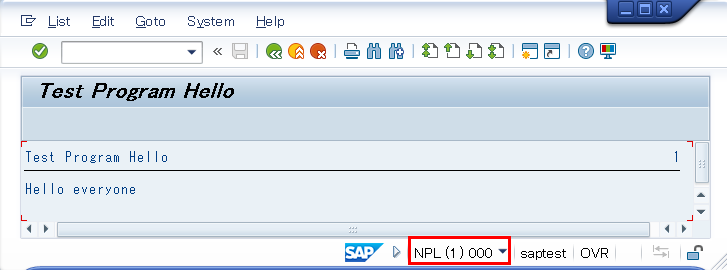 List Edit Goto System Help
Test Program Hello
Test Program Hello 1
Hello everyone
SAP NPL (1) 000 saptest OVR